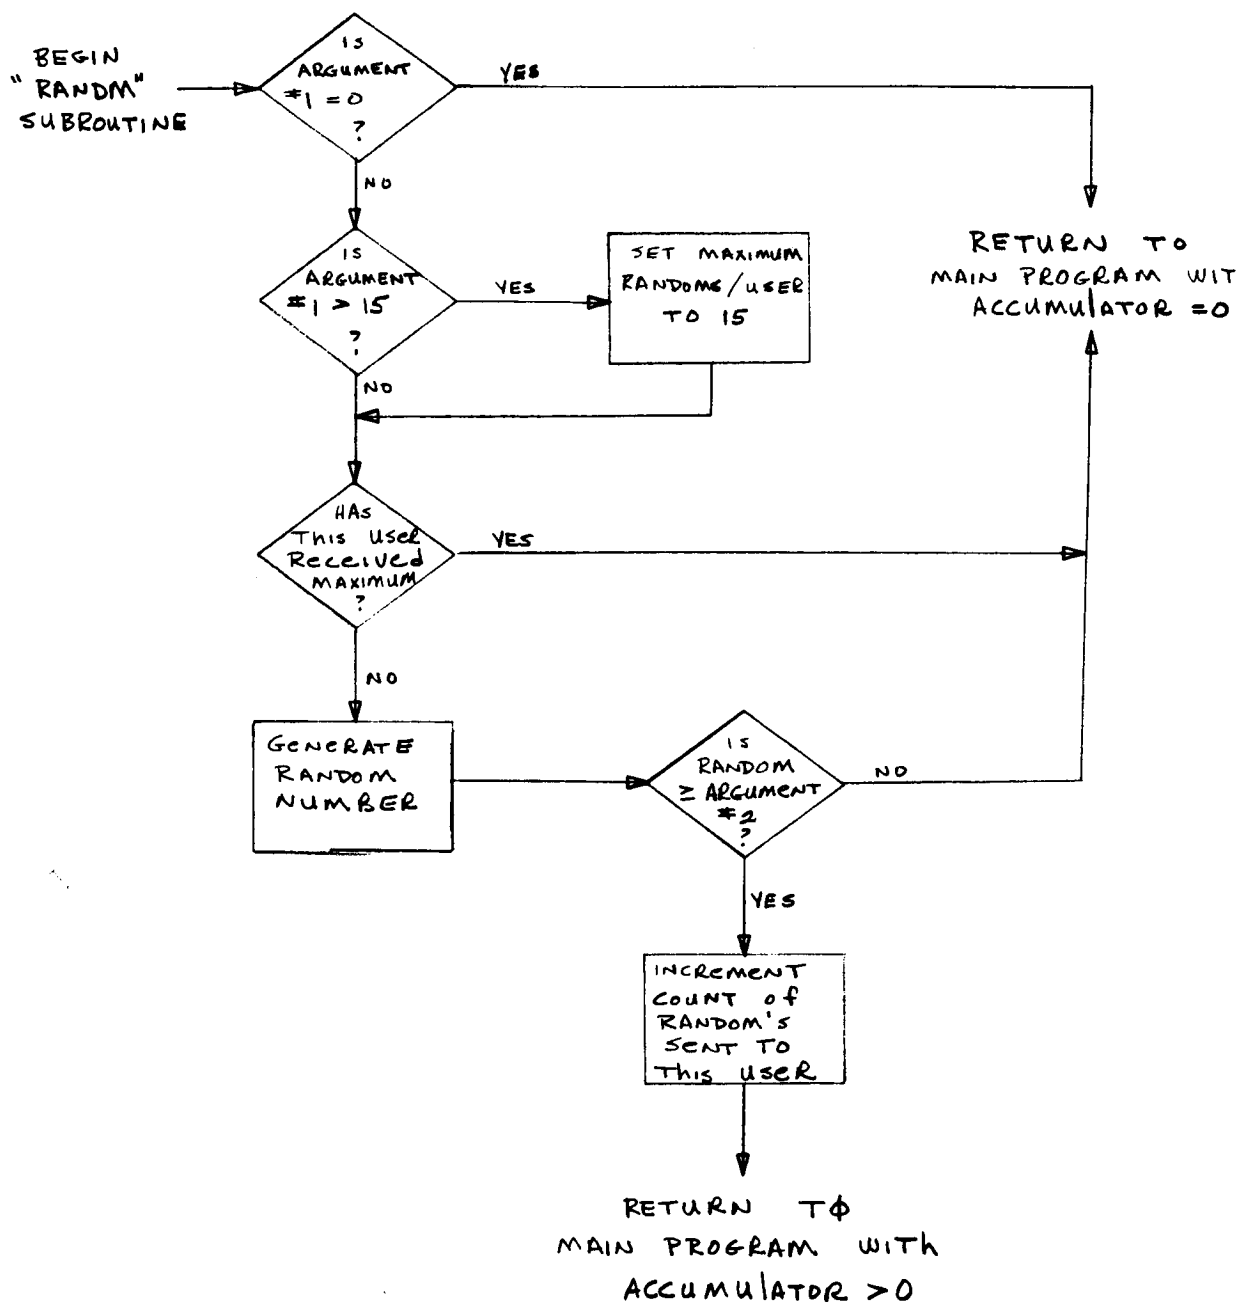 BEGIN
"RANDM"
SUBROUTINE
IS
ARGUMENT
#1 = 0
?
YES
NO
IS
ARGUMENT
#1 > 15
?
YES
SET MAXIMUM
RANDOMS/USER
TO 15
RETURN TO
MAIN PROGRAM WIT
ACCUMULATOR = 0
NO
HAS
This User
Received
MAXIMUM
?
YES
NO
GENERATE
RANDOM
NUMBER
IS
RANDOM
≥ ARGUMENT
#2
?
NO
YES
INCREMENT
COUNT of
RANDOM'S
SENT TO
This USER
RETURN Tϕ
MAIN PROGRAM WITh
ACCUMULATOR > 0